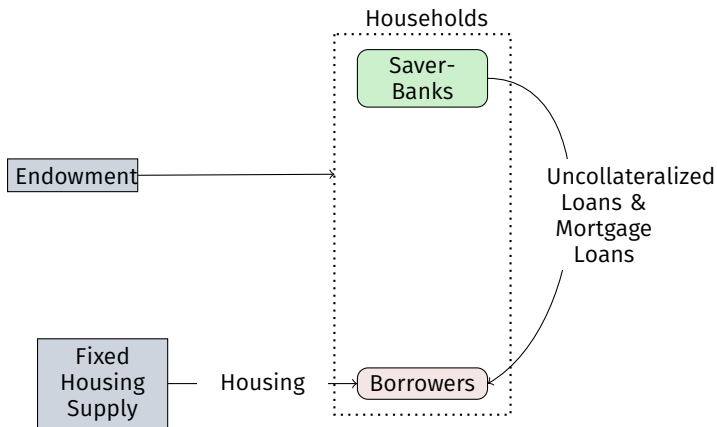 Households
Saver-
Banks
Endowment
Uncollateralized
Loans &
Mortgage
Loans
Fixed
Housing
Supply
Housing
Borrowers